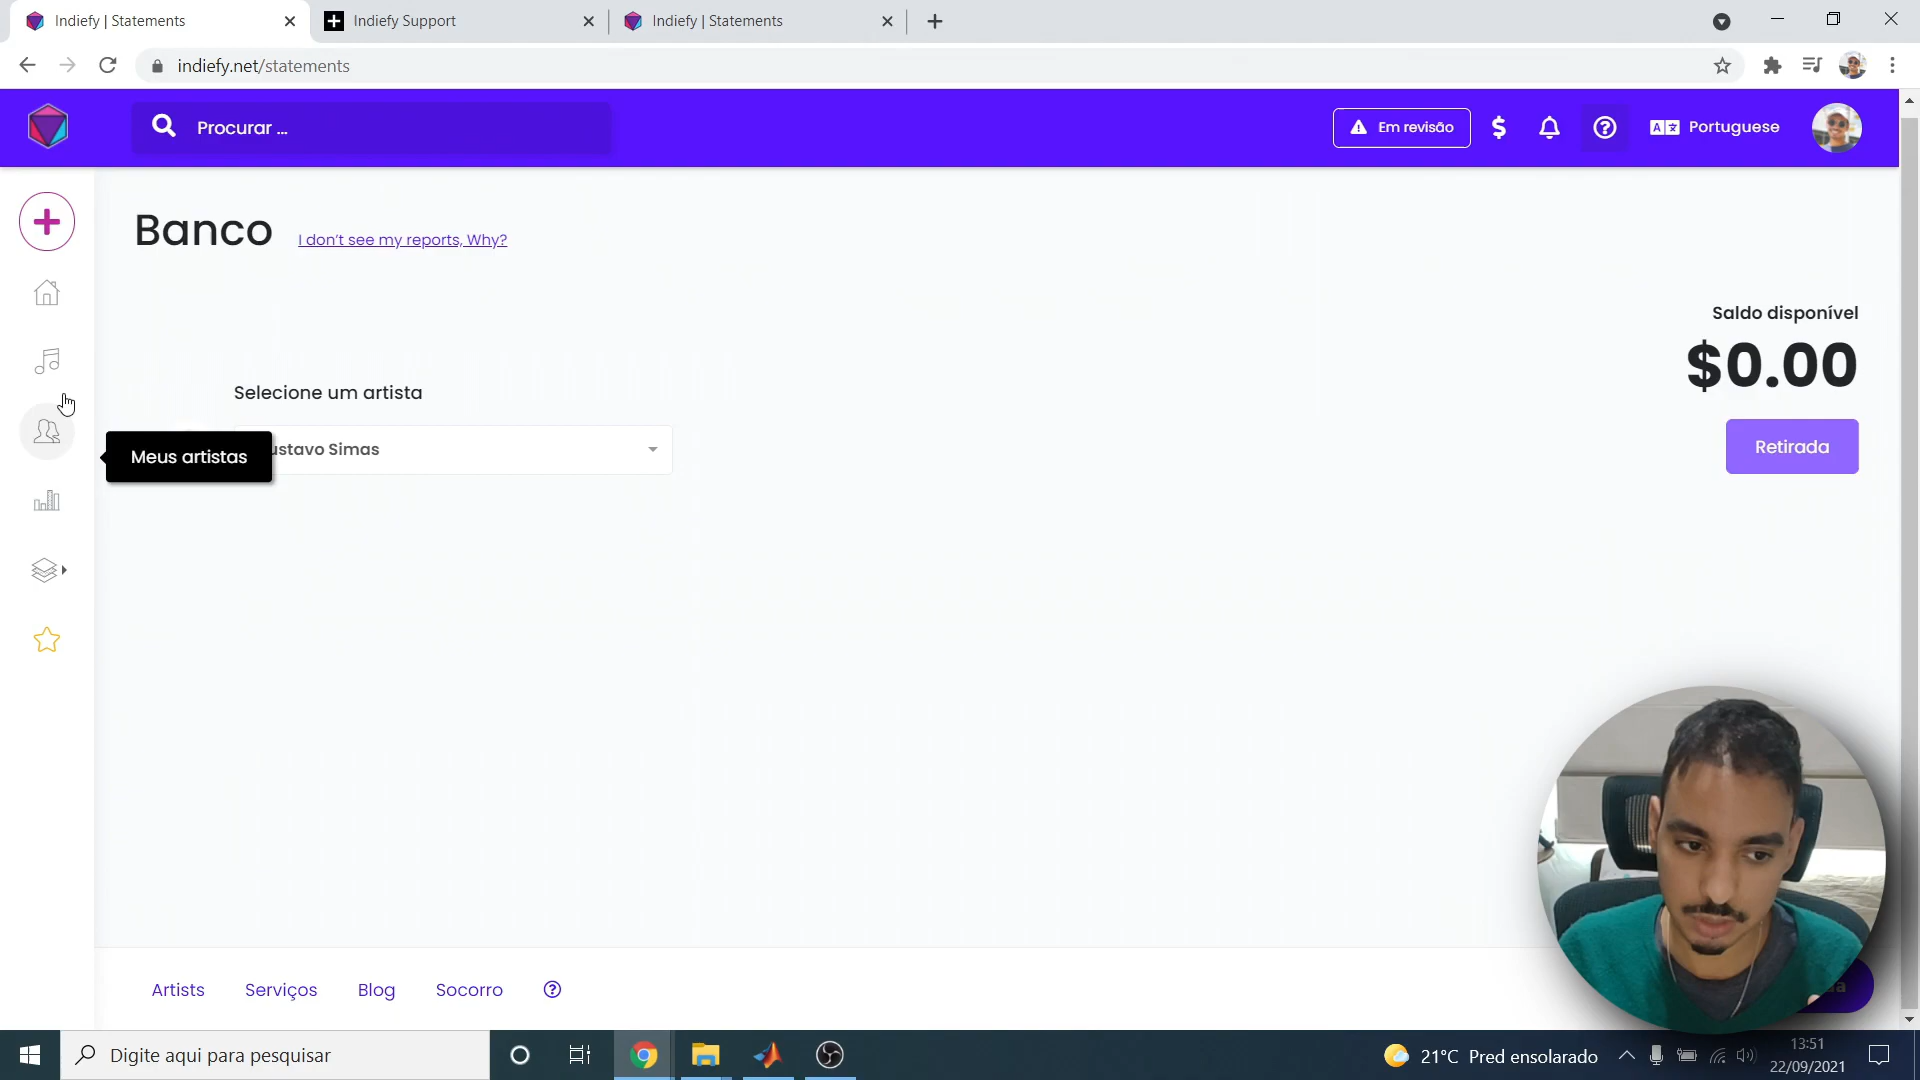 Indiefy | Statements
Indiefy Support
Indiefy | Statements
indiefy.net/statements
Procurar ...
Em revisão
Portuguese
Banco
I don't see my reports, Why?
Saldo disponível
$0.00
Selecione um artista
ustavo Simas
Meus artistas
Retirada
Artists
Serviços
Blog
Socorro
Digite aqui para pesquisar
21°C Pred ensolarado
13:51
22/09/2021